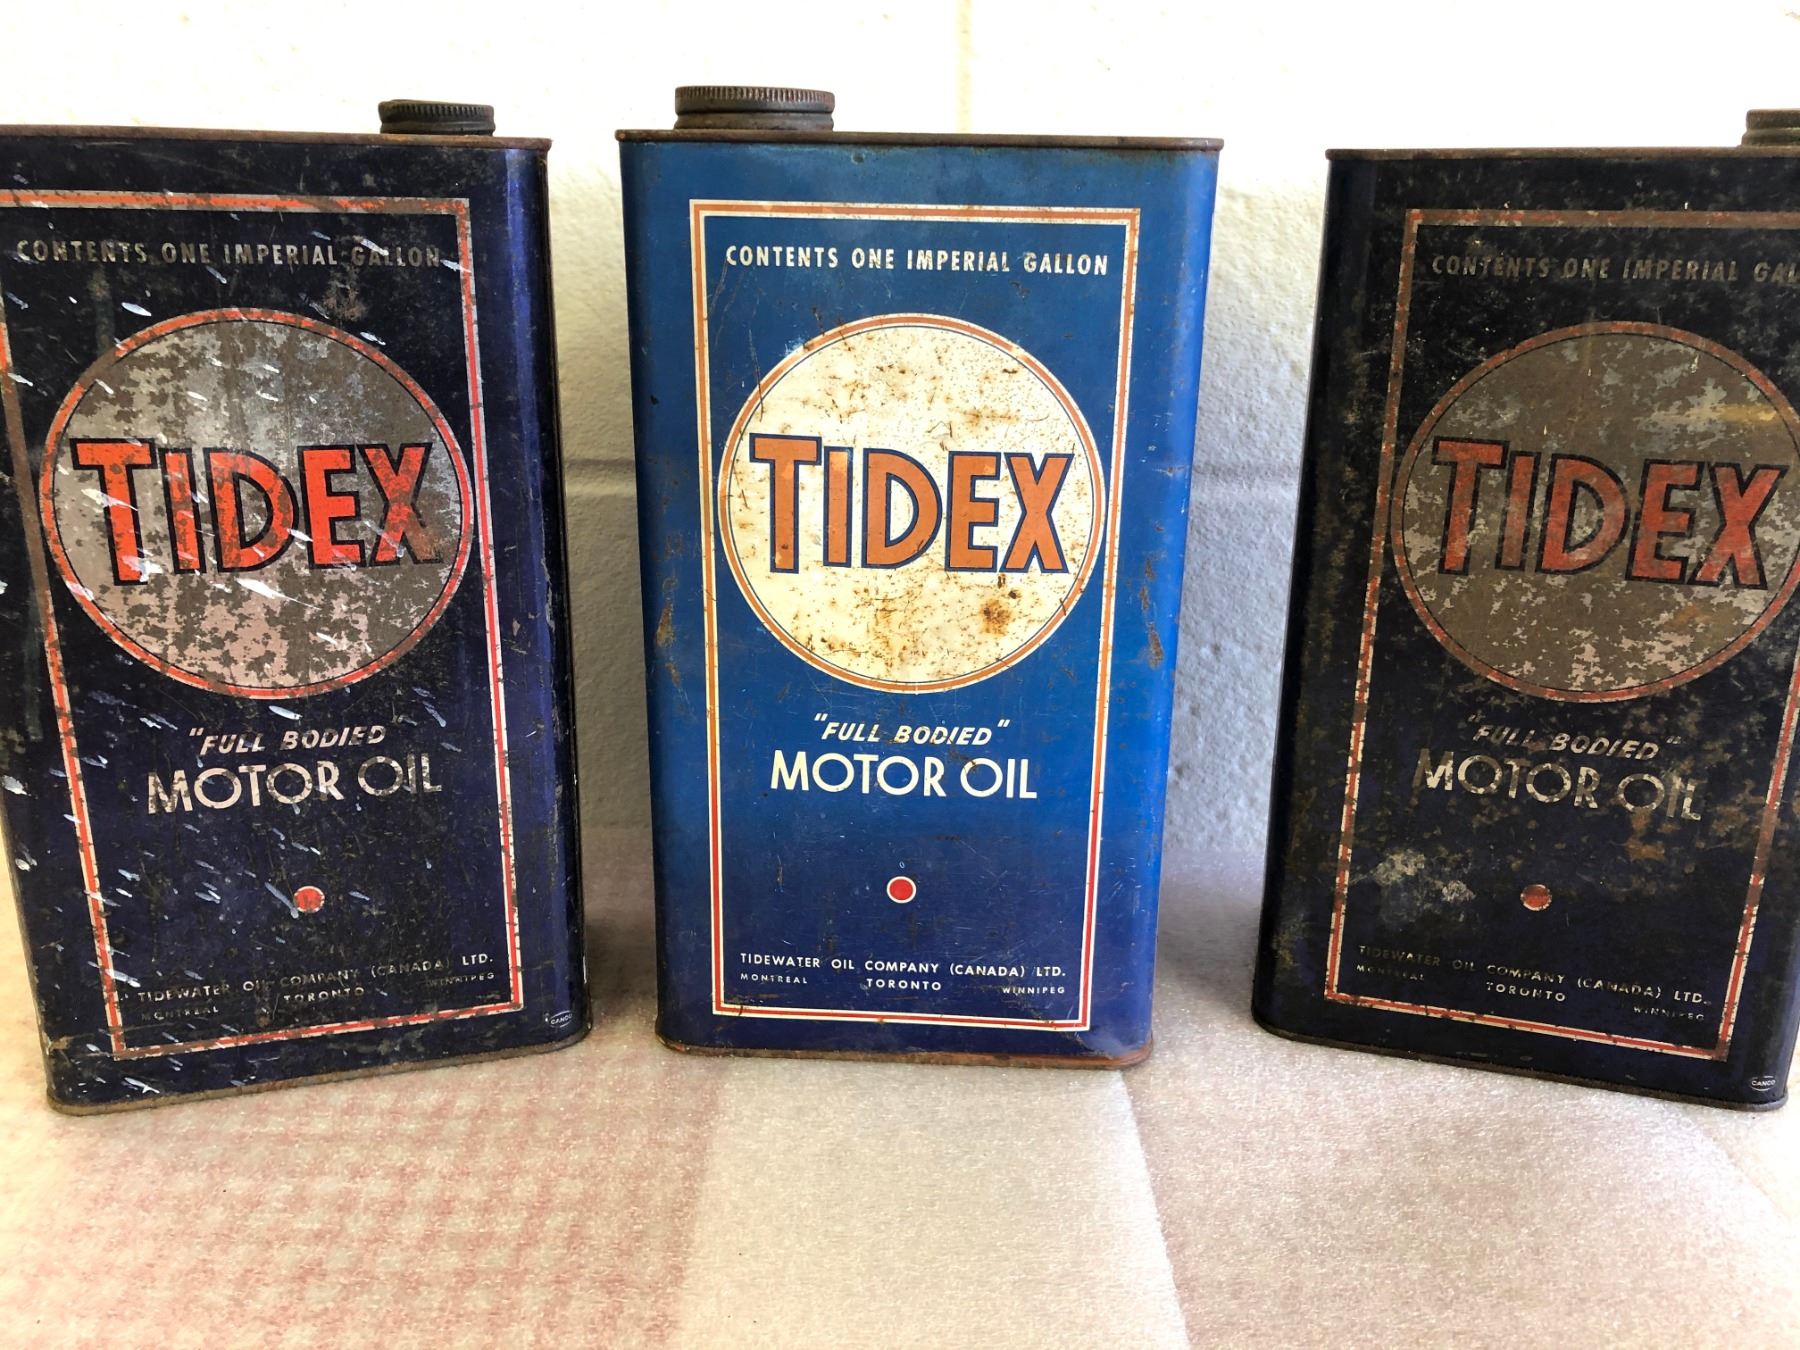 CONTENTS ONE IMPERIAL GALLON
TIDEX
"FULL BODIED"
MOTOR OIL
TIDEWATER OIL COMPANY (CANADA) LTD.
MONTREAL TORONTO WINNIPEG
CANCO
CONTENTS ONE IMPERIAL GALLON
TIDEX
"FULL BODIED"
MOTOR OIL
TIDEWATER OIL COMPANY (CANADA) LTD.
MONTREAL TORONTO WINNIPEG
CONTENTS ONE IMPERIAL GAL
TIDEX
"FULL BODIED"
MOTOR OIL
TIDEWATER OIL COMPANY (CANADA) LTD.
MONTREAL TORONTO WINNIPEG
CANCO